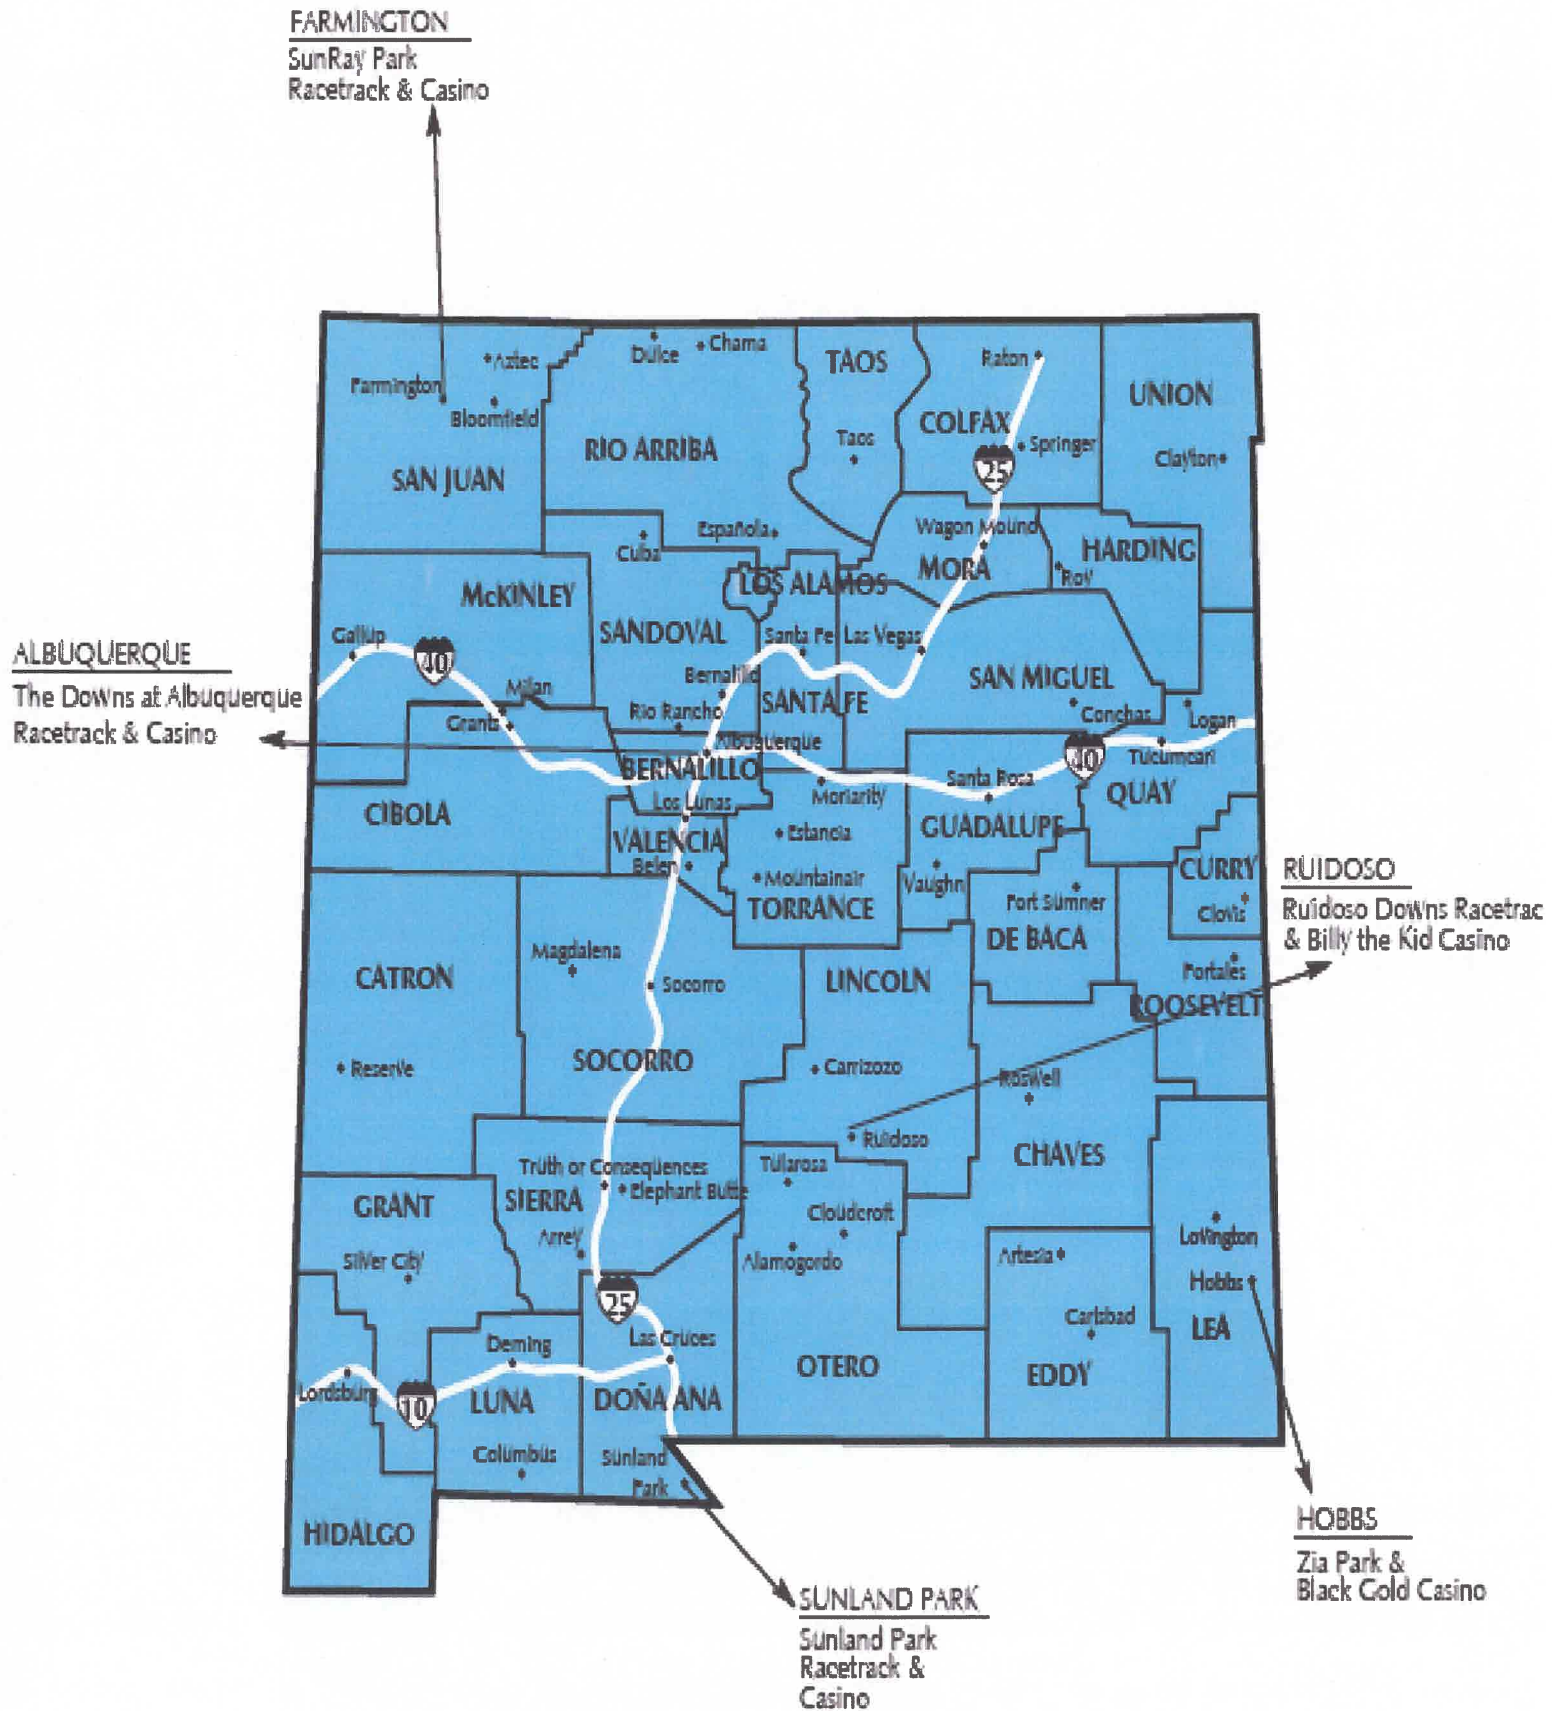 FARMINGTON
SunRay Park
Racetrack & Casino
Aztec
Dulce
Chama
TAOS
Raton
UNION
Farmington
Bloomfield
RIO ARRIBA
Taos
COLFAX
Springer
25
Clayton
SAN JUAN
Española
Wagon Mound
Cuba
HARDING
MORA
Roy
LOS ALAMOS
McKINLEY
Gallup
40
SANDOVAL
Santa Fe
Las Vegas
ALBUQUERQUE
The Downs at Albuquerque
Racetrack & Casino
Milan
Bernalillo
SANTA FE
SAN MIGUEL
Grants
Rio Rancho
Conchas
Logan
Albuquerque
40
Tucumcari
BERNALILLO
Santa Rosa
Moriarity
QUAY
Los Lunas
CIBOLA
VALENCIA
Estancia
GUADALUPE
Belen
Mountainair
Vaughn
CURRY
TORRANCE
Fort Sumner
Clovis
DE BACA
RUIDOSO
Ruidoso Downs Racetrac
& Billy the Kid Casino
CATRON
Magdalena
Socorro
LINCOLN
Portales
ROOSEVELT
Reserve
SOCORRO
Carrizozo
Roswell
Ruidoso
CHAVES
Truth or Consequences
Tularosa
GRANT
SIERRA
Elephant Butte
Cloudcroft
Arrey
Lovington
Silver City
Alamogordo
Artesia
Hobbs
25
Carlsbad
LEA
Deming
Las Cruces
OTERO
EDDY
Lordsburg
10
LUNA
DOÑA ANA
Columbus
Sunland
Park
HIDALGO
HOBBS
Zia Park &
Black Gold Casino
SUNLAND PARK
Sunland Park
Racetrack &
Casino